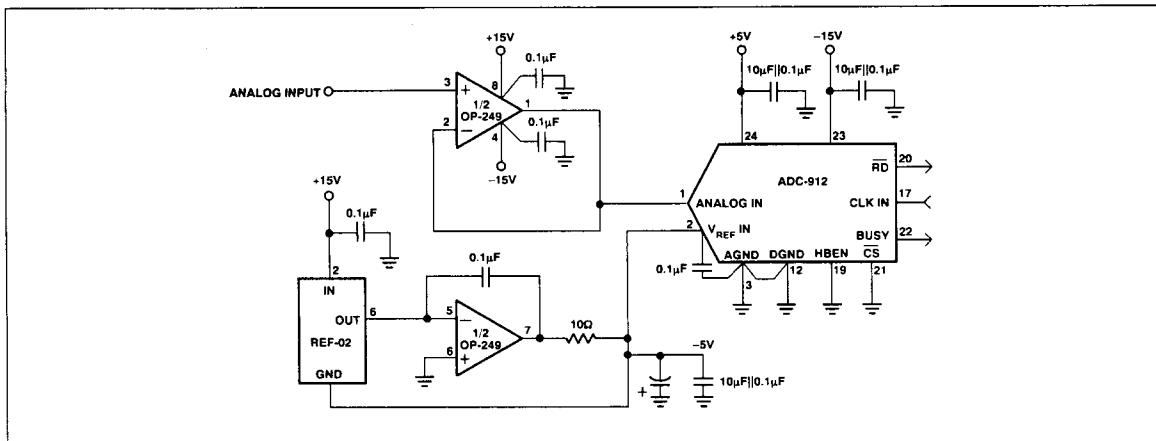 +15V
0.1µF
ANALOG INPUT
3
8
+
1/2
OP-249
1
2
−
4
0.1µF
−15V
+5V
−15V
10µF||0.1µF
10µF||0.1µF
24
23
ADC-912
RD
20
1
ANALOG IN
CLK IN
17
2
VREF IN
BUSY
22
AGND
DGND
HBEN
CS
0.1µF
3
12
19
21
+15V
0.1µF
2
IN
OUT
6
REF-02
GND
0.1µF
5
−
1/2
OP-249
7
6
+
10Ω
−5V
+
10µF||0.1µF